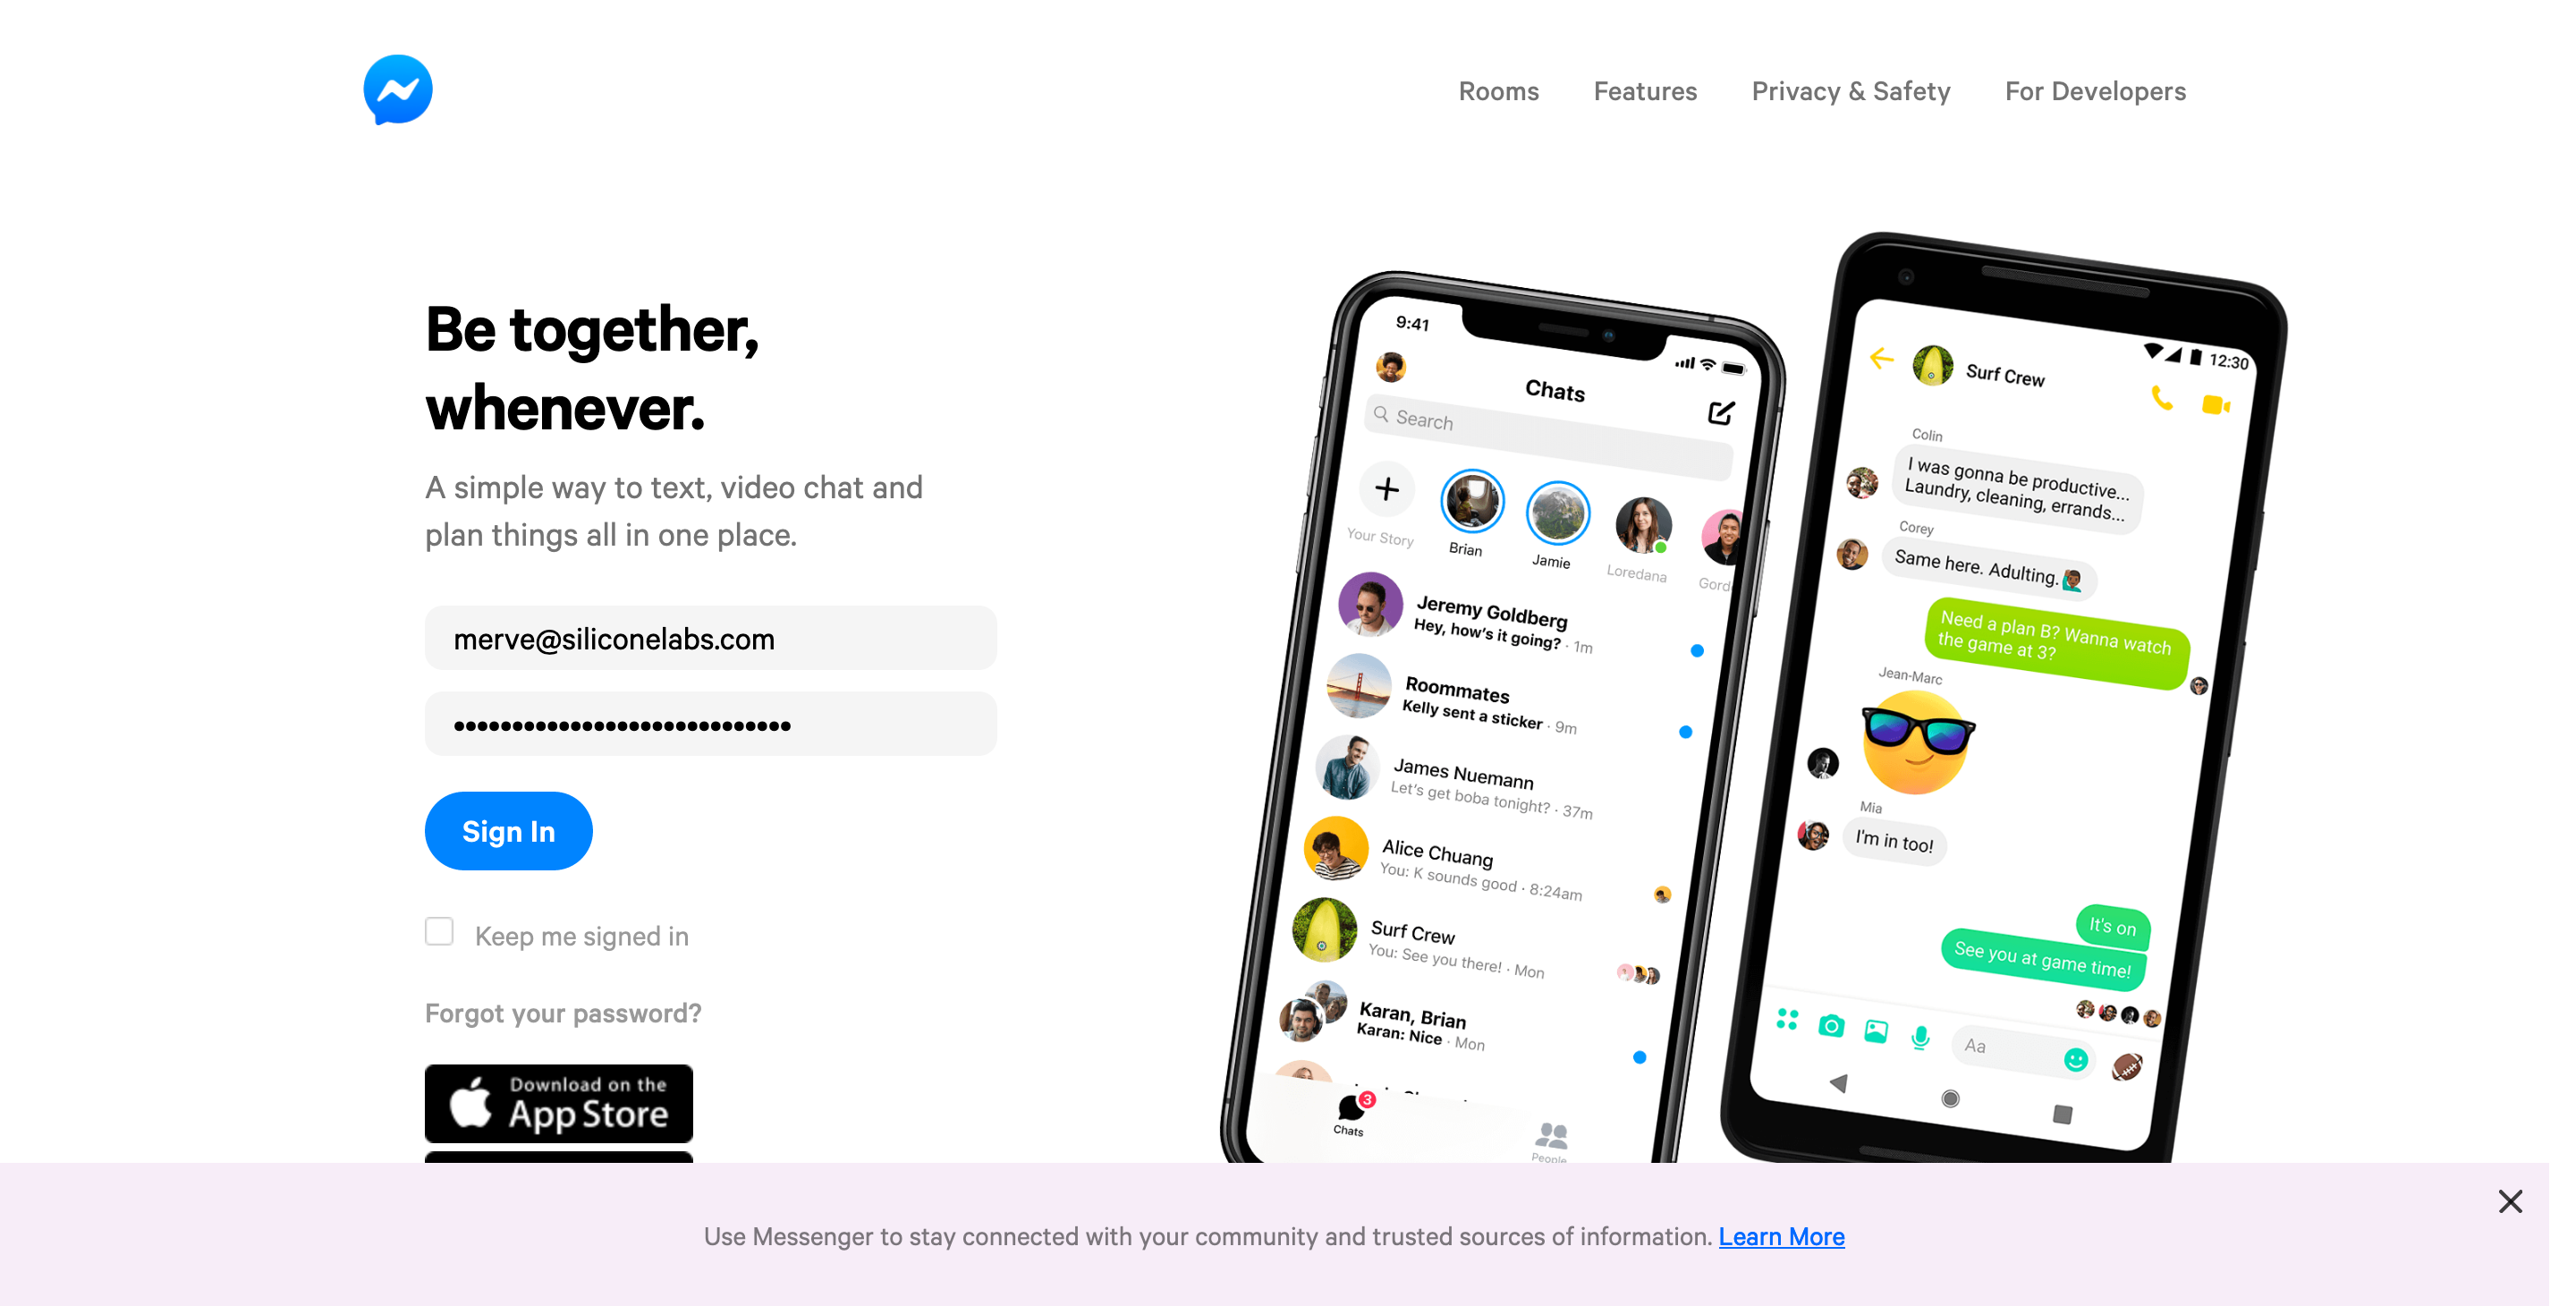 Rooms Features Privacy & Safety For Developers
Be together,
whenever.
A simple way to text, video chat and
plan things all in one place.
merve@siliconelabs.com
•••••••••••••••••••••••••••••
Sign In
Keep me signed in
Forgot your password?
Download on the
App Store
9:41
Chats
Search
Your Story
Brian
Jamie
Loredana
Gord
Jeremy Goldberg
Hey, how's it going? · 1m
Roommates
Kelly sent a sticker · 9m
James Nuemann
Let's get boba tonight? · 37m
Alice Chuang
You: K sounds good · 8:24am
Surf Crew
You: See you there! · Mon
Karan, Brian
Karan: Nice · Mon
3
Chats
People
12:30
Surf Crew
Colin
I was gonna be productive...
Laundry, cleaning, errands...
Corey
Same here. Adulting.🙋🏾‍♂️
Need a plan B? Wanna watch
the game at 3?
Jean-Marc
Mia
I'm in too!
It's on
See you at game time!
Aa
Use Messenger to stay connected with your community and trusted sources of information. Learn More